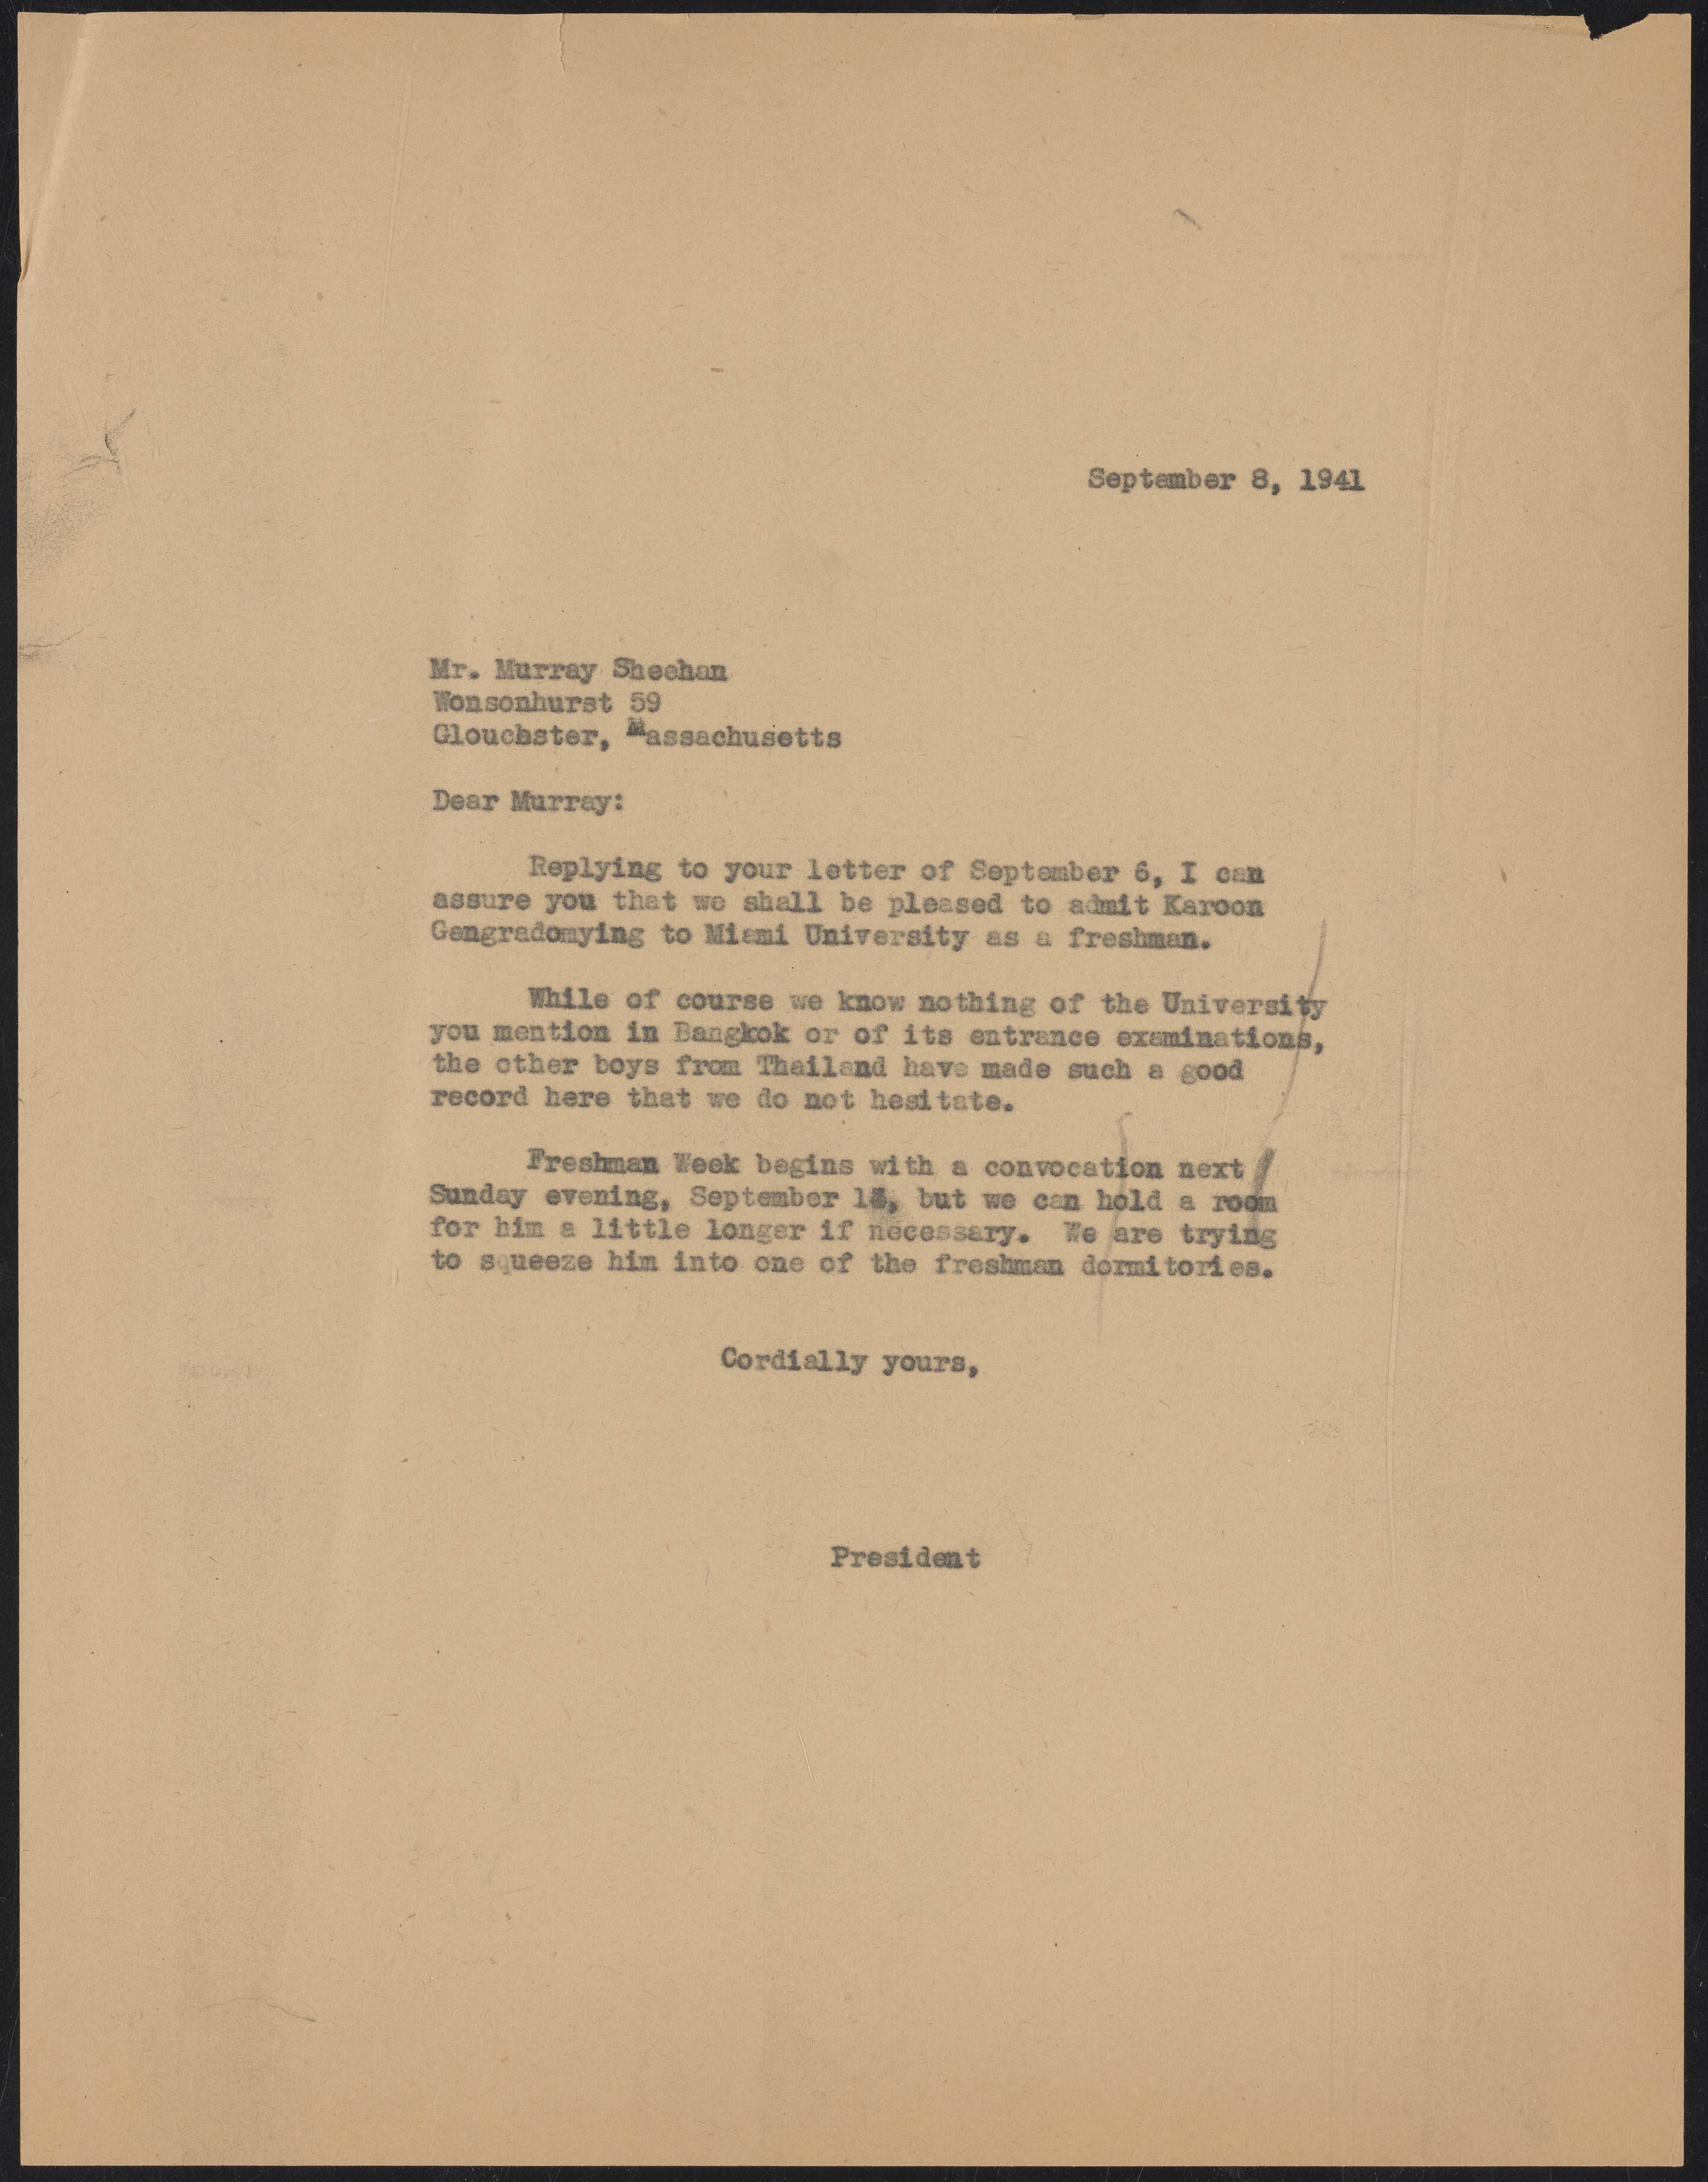 September 8, 1941
Mr. Murray Sheehan
Wonsonhurst 59
Glouchster, Massachusetts
Dear Murray:
Replying to your letter of September 6, I can
assure you that we shall be pleased to admit Karoon
Gengradomying to Miami University as a freshman.
While of course we know nothing of the University
you mention in Bangkok or of its entrance examinations,
the other boys from Thailand have made such a good
record here that we do not hesitate.
Freshman Week begins with a convocation next
Sunday evening, September but we can hold a room
for him a little longer if necessary. We are trying
to squeeze him into one of the freshman dormitories.
Cordially yours,
President